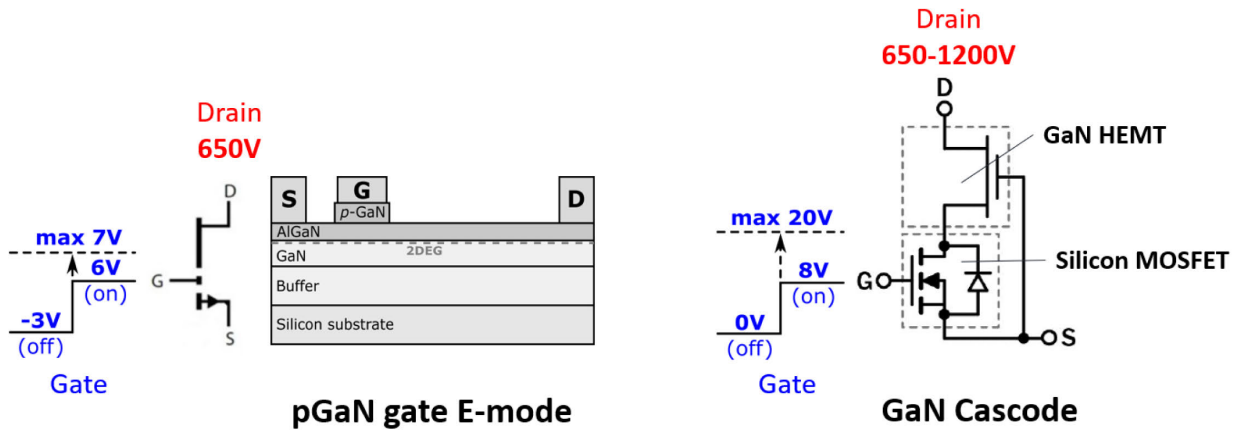 Drain
650V
D
max 7V
6V
(on)
G
-3V
(off)
S
Gate
S
G
p-GaN
D
AlGaN
2DEG
GaN
Buffer
Silicon substrate
pGaN gate E-mode
Drain
650-1200V
D
GaN HEMT
max 20V
8V
(on)
G
Silicon MOSFET
0V
(off)
S
Gate
GaN Cascode